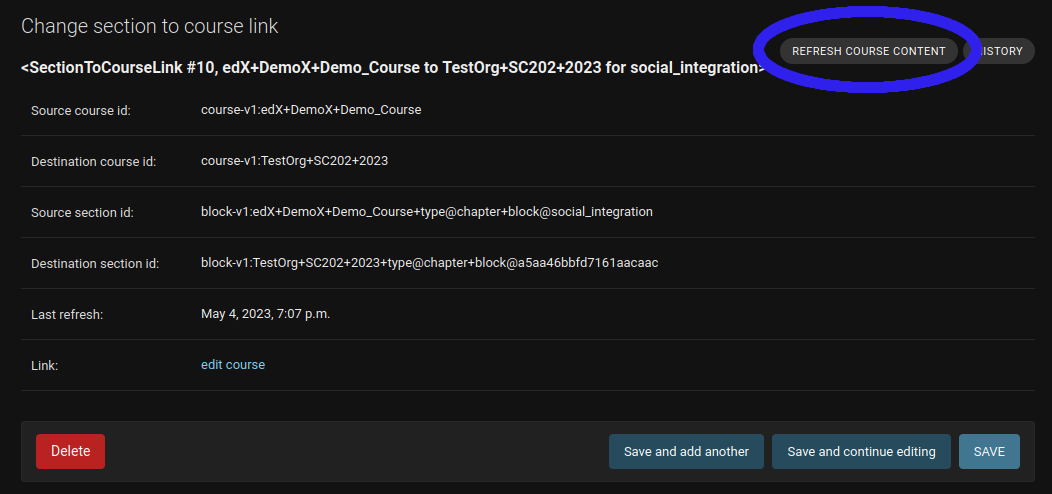 Change section to course link
REFRESH COURSE CONTENT
ISTORY
<SectionToCourseLink #10, edX+DemoX+Demo_Course to TestOrg+SC202+2023 for social_integration>
Source course id: course-v1:edX+DemoX+Demo_Course
Destination course id: course-v1:TestOrg+SC202+2023
Source section id: block-v1:edX+DemoX+Demo_Course+type@chapter+block@social_integration
Destination section id: block-v1:TestOrg+SC202+2023+type@chapter+block@a5aa46bbfd7161aacaac
Last refresh: May 4, 2023, 7:07 p.m.
Link: edit course
Delete Save and add another Save and continue editing SAVE